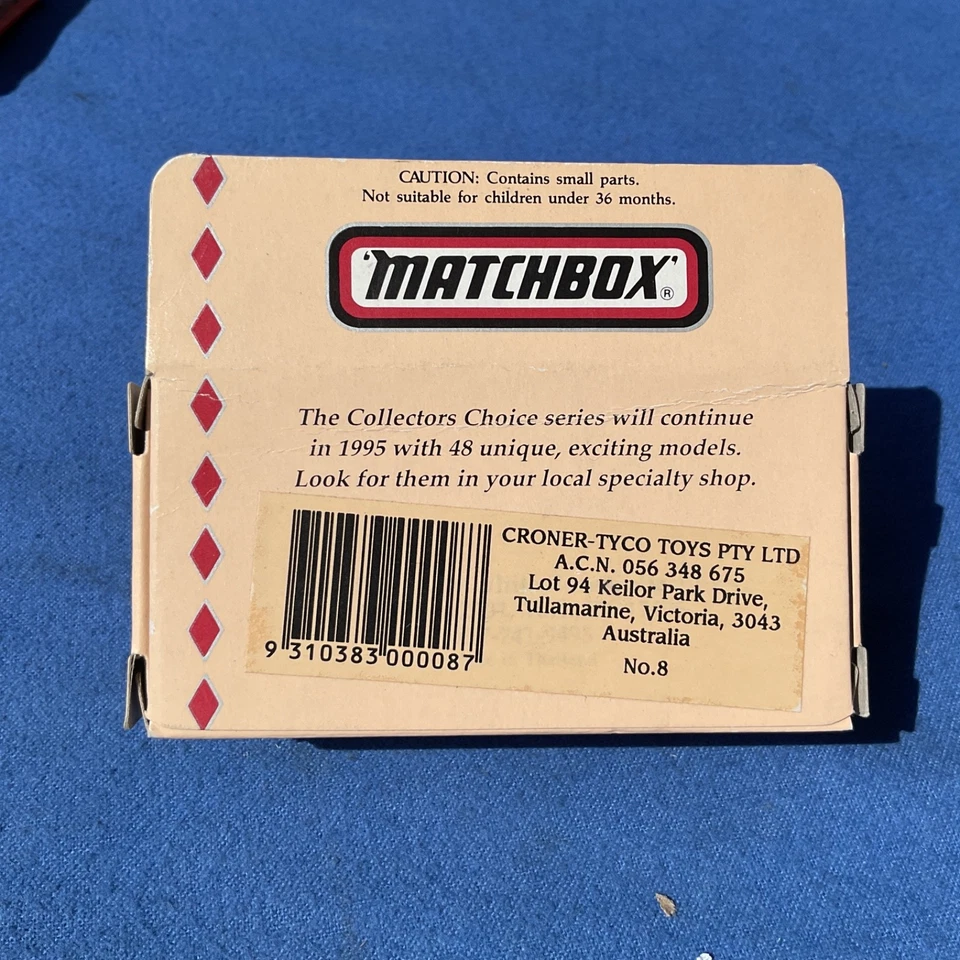 CAUTION: Contains small parts.
Not suitable for children under 36 months.
'MATCHBOX' ®
The Collectors Choice series will continue
in 1995 with 48 unique, exciting models.
Look for them in your local specialty shop.
CRONER-TYCO TOYS PTY LTD
A.C.N. 056 348 675
Lot 94 Keilor Park Drive,
Tullamarine, Victoria, 3043
Australia
No.8
9 310383 000087